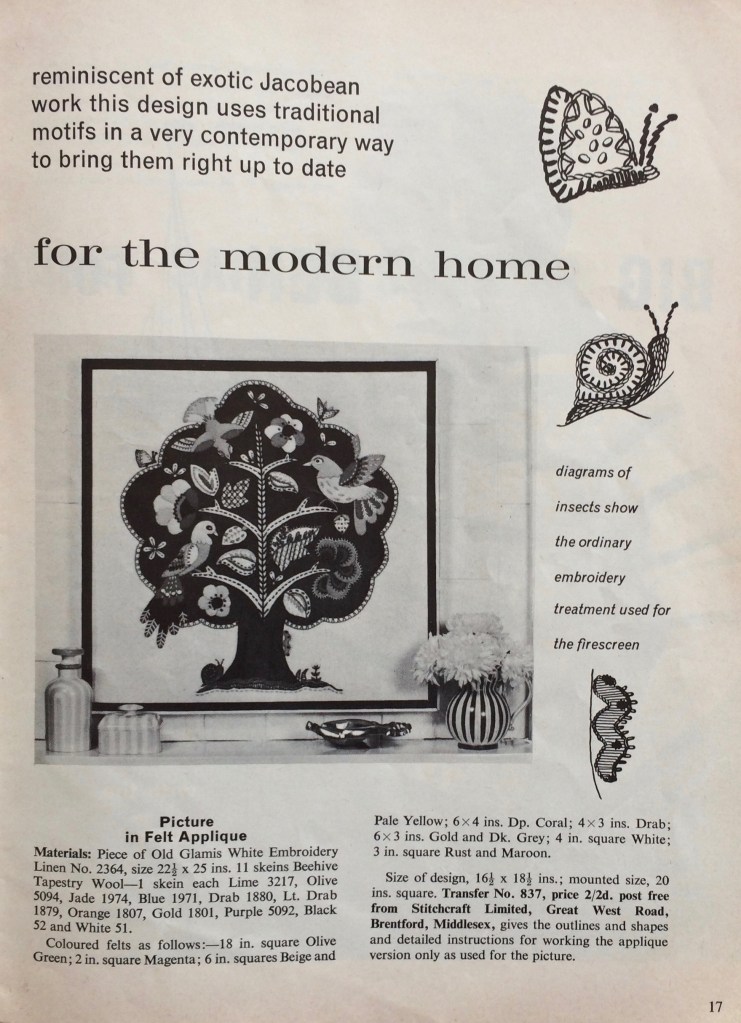 reminiscent of exotic Jacobean
work this design uses traditional
motifs in a very contemporary way
to bring them right up to date
for the modern home
diagrams of
insects show
the ordinary
embroidery
treatment used for
the firescreen
Picture
in Felt Applique
Materials: Piece of Old Glamis White Embroidery
Linen No. 2364, size 22½ x 25 ins. 11 skeins Beehive
Tapestry Wool—1 skein each Lime 3217, Olive
5094, Jade 1974, Blue 1971, Drab 1880, Lt. Drab
1879, Orange 1807, Gold 1801, Purple 5092, Black
52 and White 51.
Coloured felts as follows:—18 in. square Olive
Green; 2 in. square Magenta; 6 in. squares Beige and
Pale Yellow; 6×4 ins. Dp. Coral; 4×3 ins. Drab;
6×3 ins. Gold and Dk. Grey; 4 in. square White;
3 in. square Rust and Maroon.
Size of design, 16½ x 18½ ins.; mounted size, 20
ins. square. Transfer No. 837, price 2/2d. post free
from Stitchcraft Limited, Great West Road,
Brentford, Middlesex, gives the outlines and shapes
and detailed instructions for working the applique
version only as used for the picture.
17